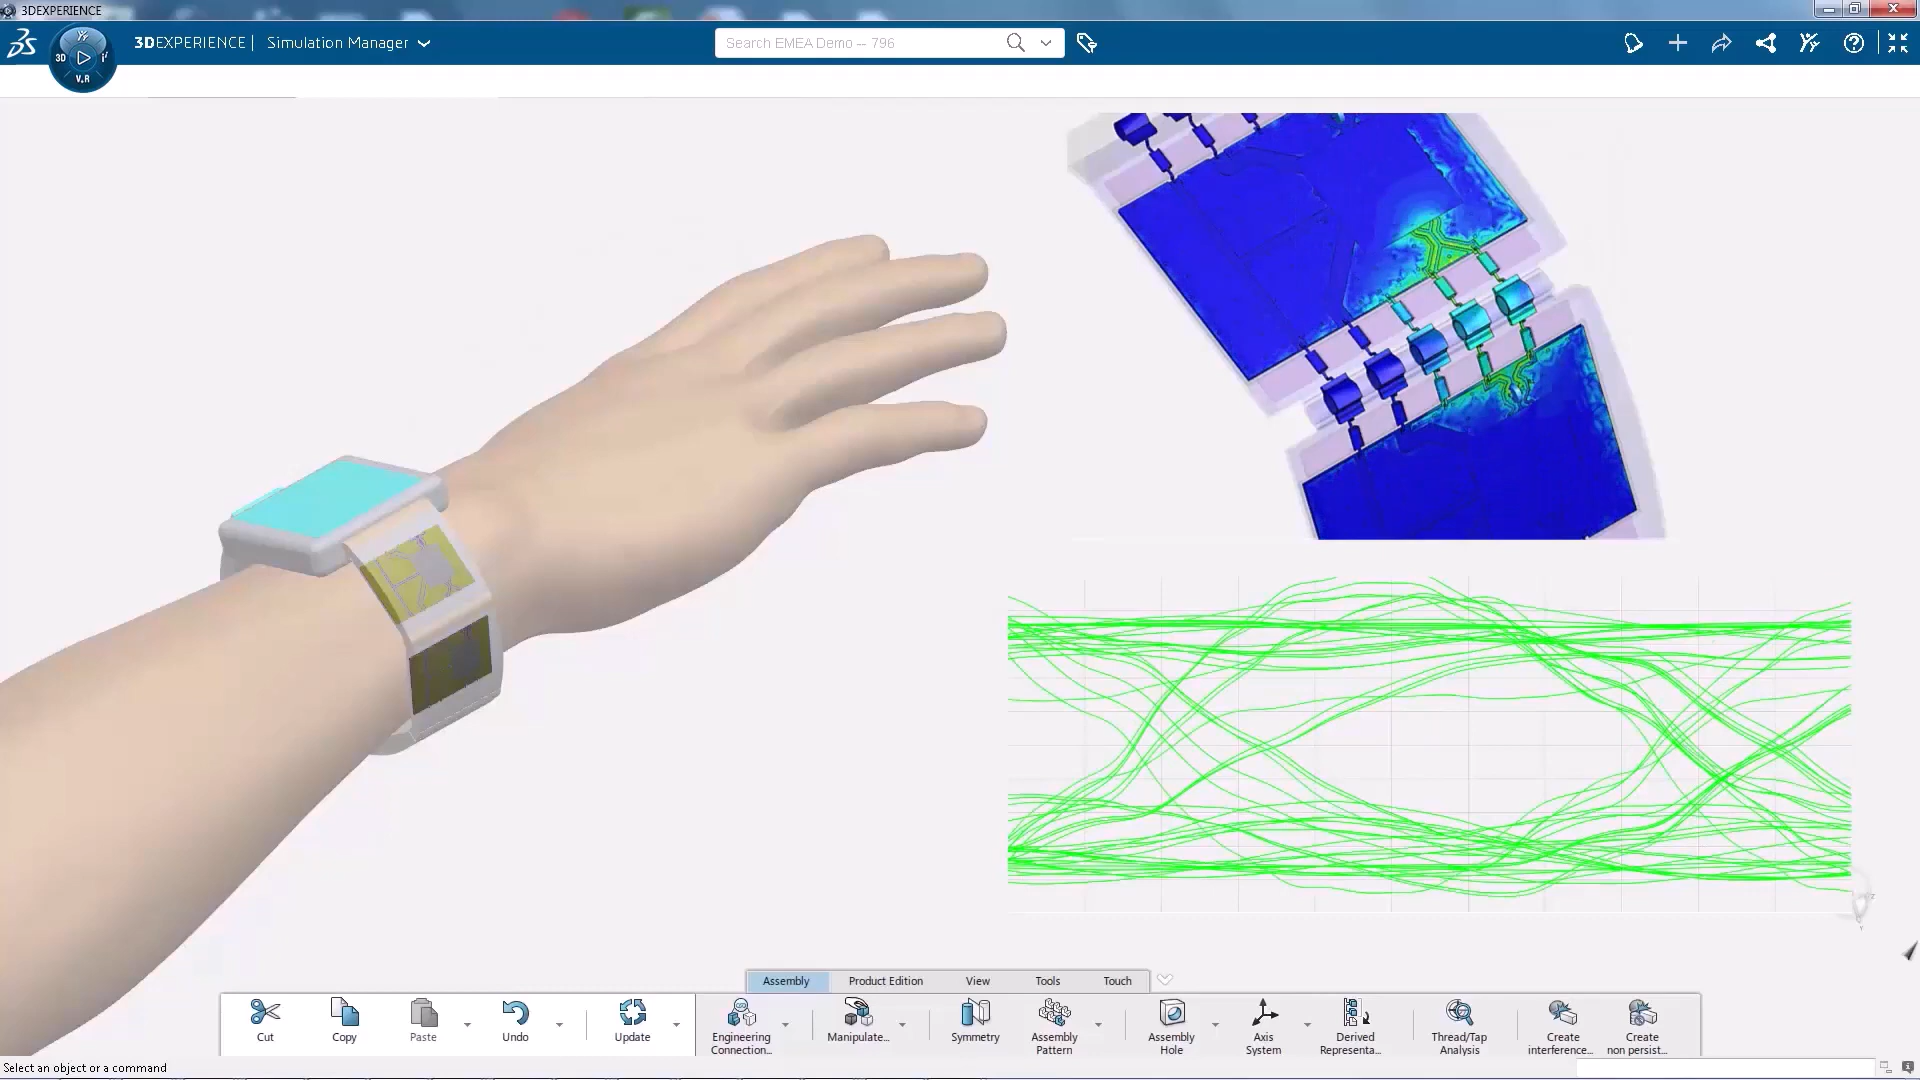 3DEXPERIENCE
3DEXPERIENCE | Simulation Manager
Search EMEA Demo -- 796
3D
V.R
Assembly Product Edition View Tools Touch
Cut Copy Paste Undo Update Engineering Connection... Manipulate... Symmetry Assembly Pattern Assembly Hole Axis System Derived Representa... Thread/Tap Analysis Create interference... Create non persist...
Select an object or a command